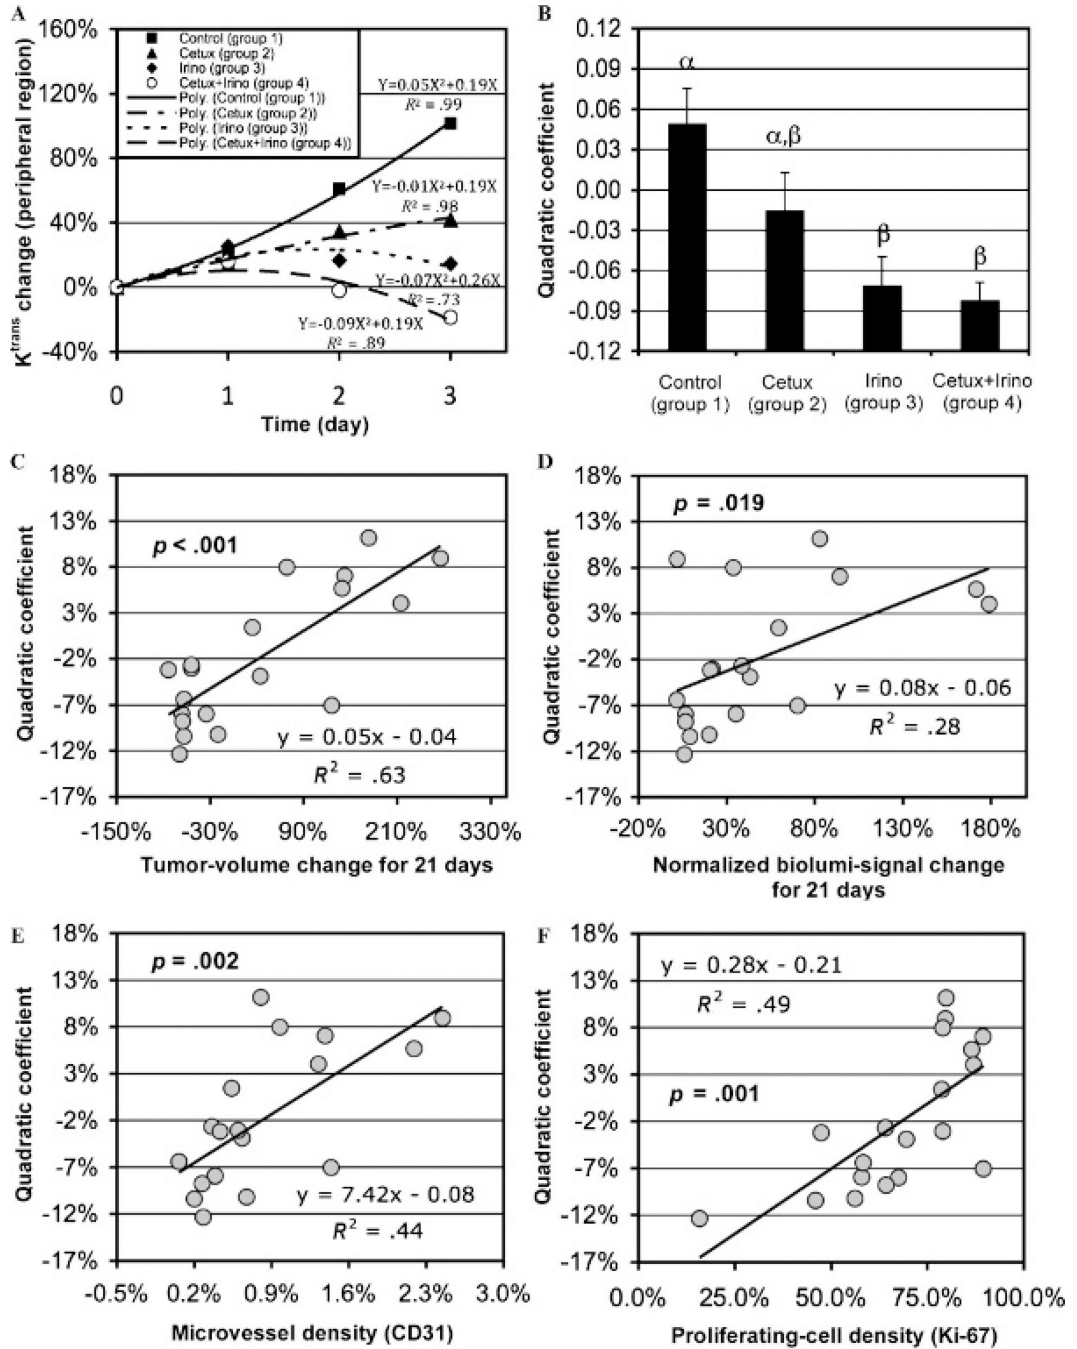 A
160%
120%
80%
40%
0%
-40%
K^trans change (peripheral region)
Control (group 1)
Cetux (group 2)
Irino (group 3)
Cetux+Irino (group 4)
Poly. (Control (group 1))
Poly. (Cetux (group 2))
Poly. (Irino (group 3))
Poly. (Cetux+Irino (group 4))
Y=0.05X²+0.19X
R² = .99
Y=-0.01X²+0.19X
R² = .98
Y=-0.07X²+0.26X
R² = .73
Y=-0.09X²+0.19X
R² = .89
0 1 2 3
Time (day)
B
0.12
0.09
0.06
0.03
0.00
-0.03
-0.06
-0.09
-0.12
Quadratic coefficient
α
α,β
β
β
Control Cetux Irino Cetux+Irino
(group 1) (group 2) (group 3) (group 4)
C
18%
13%
8%
3%
-2%
-7%
-12%
-17%
Quadratic coefficient
p < .001
y = 0.05x - 0.04
R² = .63
-150% -30% 90% 210% 330%
Tumor-volume change for 21 days
D
18%
13%
8%
3%
-2%
-7%
-12%
-17%
Quadratic coefficient
p = .019
y = 0.08x - 0.06
R² = .28
-20% 30% 80% 130% 180%
Normalized biolumi-signal change
for 21 days
E
18%
13%
8%
3%
-2%
-7%
-12%
-17%
Quadratic coefficient
p = .002
y = 7.42x - 0.08
R² = .44
-0.5% 0.2% 0.9% 1.6% 2.3% 3.0%
Microvessel density (CD31)
F
18%
13%
8%
3%
-2%
-7%
-12%
-17%
Quadratic coefficient
y = 0.28x - 0.21
R² = .49
p = .001
0.0% 25.0% 50.0% 75.0% 100.0%
Proliferating-cell density (Ki-67)